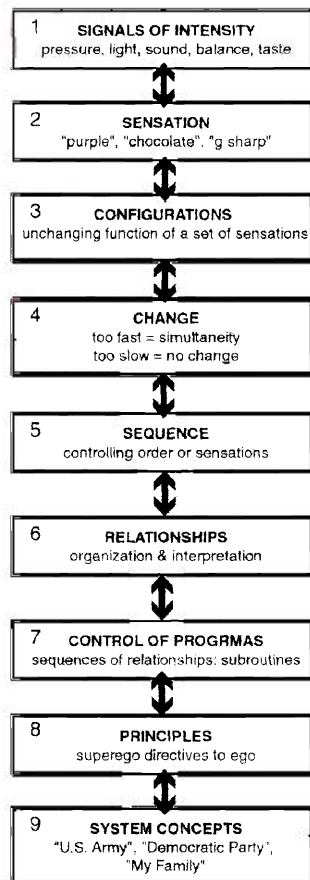 1 SIGNALS OF INTENSITY
pressure, light, sound, balance, taste
2 SENSATION
"purple", "chocolate", "g sharp"
3 CONFIGURATIONS
unchanging function of a set of sensations
4 CHANGE
too fast = simultaneity
too slow = no change
5 SEQUENCE
controlling order or sensations
6 RELATIONSHIPS
organization & interpretation
7 CONTROL OF PROGRMAS
sequences of relationships: subroutines
8 PRINCIPLES
superego directives to ego
9 SYSTEM CONCEPTS
"U.S. Army", "Democratic Party",
"My Family"